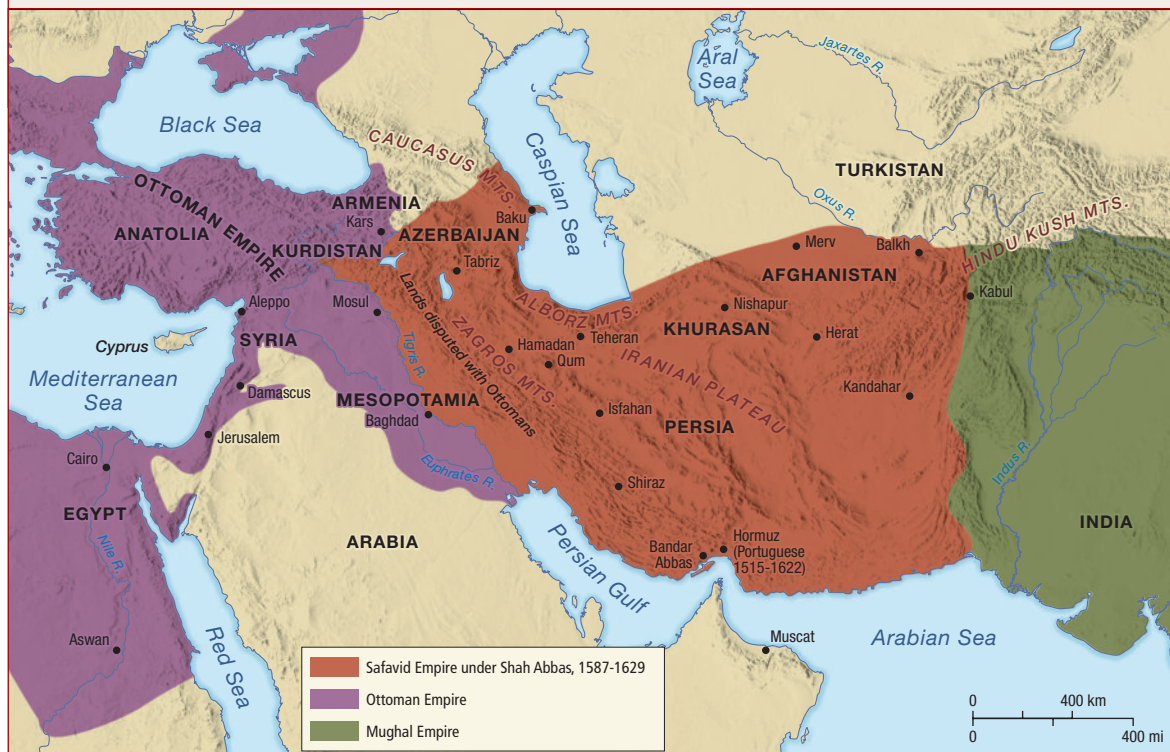 Black Sea
Aral
Sea
Jaxartes R.
CAUCASUS MTS.
Caspian Sea
TURKISTAN
Oxus R.
HINDU KUSH MTS.
OTTOMAN EMPIRE
ANATOLIA
ARMENIA
Kars
KURDISTAN
Baku
AZERBAIJAN
Tabriz
Merv
Balkh
AFGHANISTAN
Kabul
Aleppo
Mosul
Lands disputed with Ottomans
ALBORZ MTS.
Nishapur
KHURASAN
Herat
Cyprus
SYRIA
Tigris R.
ZAGROS MTS.
Hamadan
Teheran
Qum
IRANIAN PLATEAU
Mediterranean
Sea
Damascus
MESOPOTAMIA
Baghdad
Isfahan
PERSIA
Kandahar
Jerusalem
Cairo
Euphrates R.
Shiraz
Indus R.
EGYPT
Nile R.
ARABIA
Persian Gulf
Bandar
Abbas
Hormuz
(Portuguese
1515-1622)
INDIA
Aswan
Red Sea
Muscat
Arabian Sea
Safavid Empire under Shah Abbas, 1587-1629
Ottoman Empire
Mughal Empire
0 400 km
0 400 mi